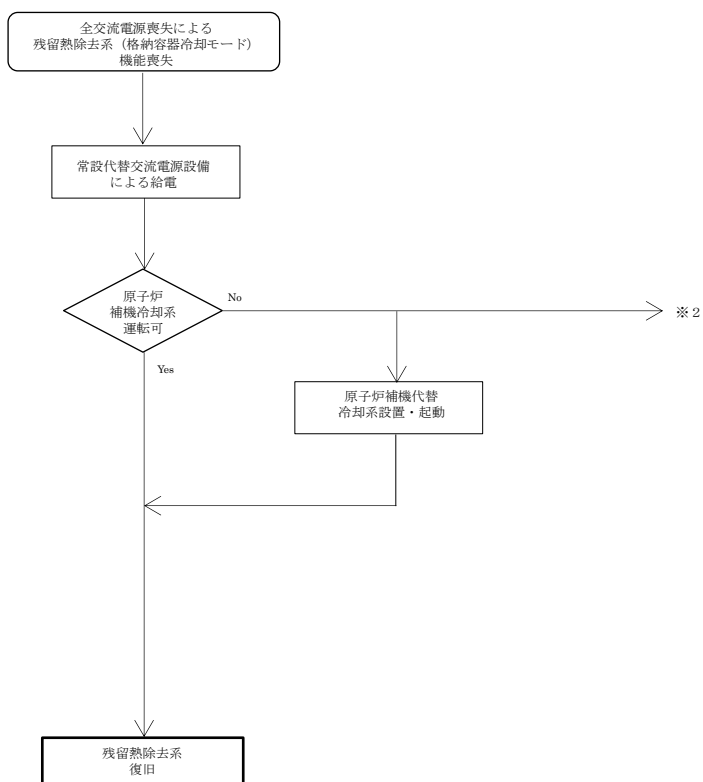 全交流電源喪失による
残留熱除去系（格納容器冷却モード）
機能喪失
常設代替交流電源設備
による給電
原子炉
補機冷却系
運転可
No
※２
Yes
原子炉補機代替
冷却系設置・起動
残留熱除去系
復旧